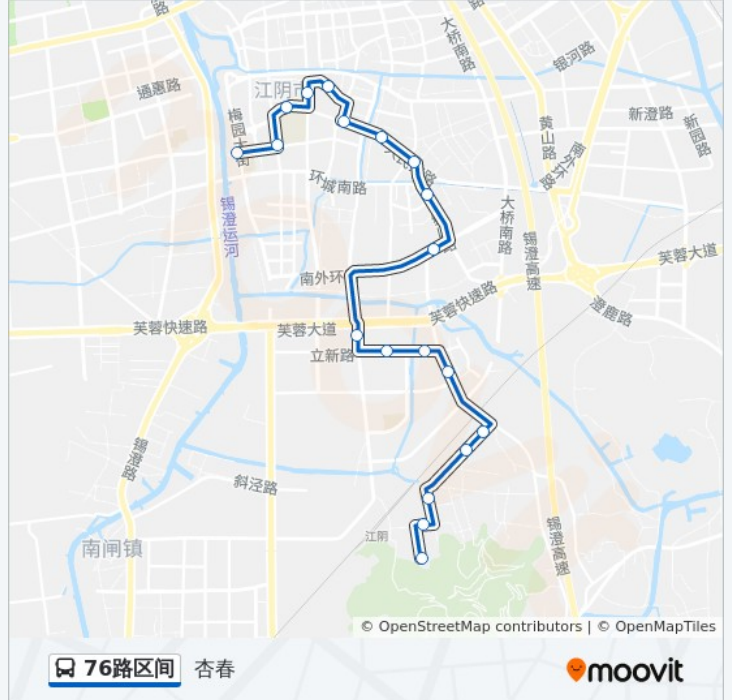 路
大桥南路
路
银河路
通惠路
江阴市
新澄路
梅园大街
黄山路
新园路
南外环路
环城南路
锡澄运河
大桥南路
锡澄高速
芙蓉大道
南外环
芙蓉快速路
澄鹿路
芙蓉快速路
芙蓉大道
立新路
锡澄路
斜泾路
江阴
锡澄高速
南闸镇
© OpenStreetMap contributors | © OpenMapTiles
76路区间 杏春
moovit